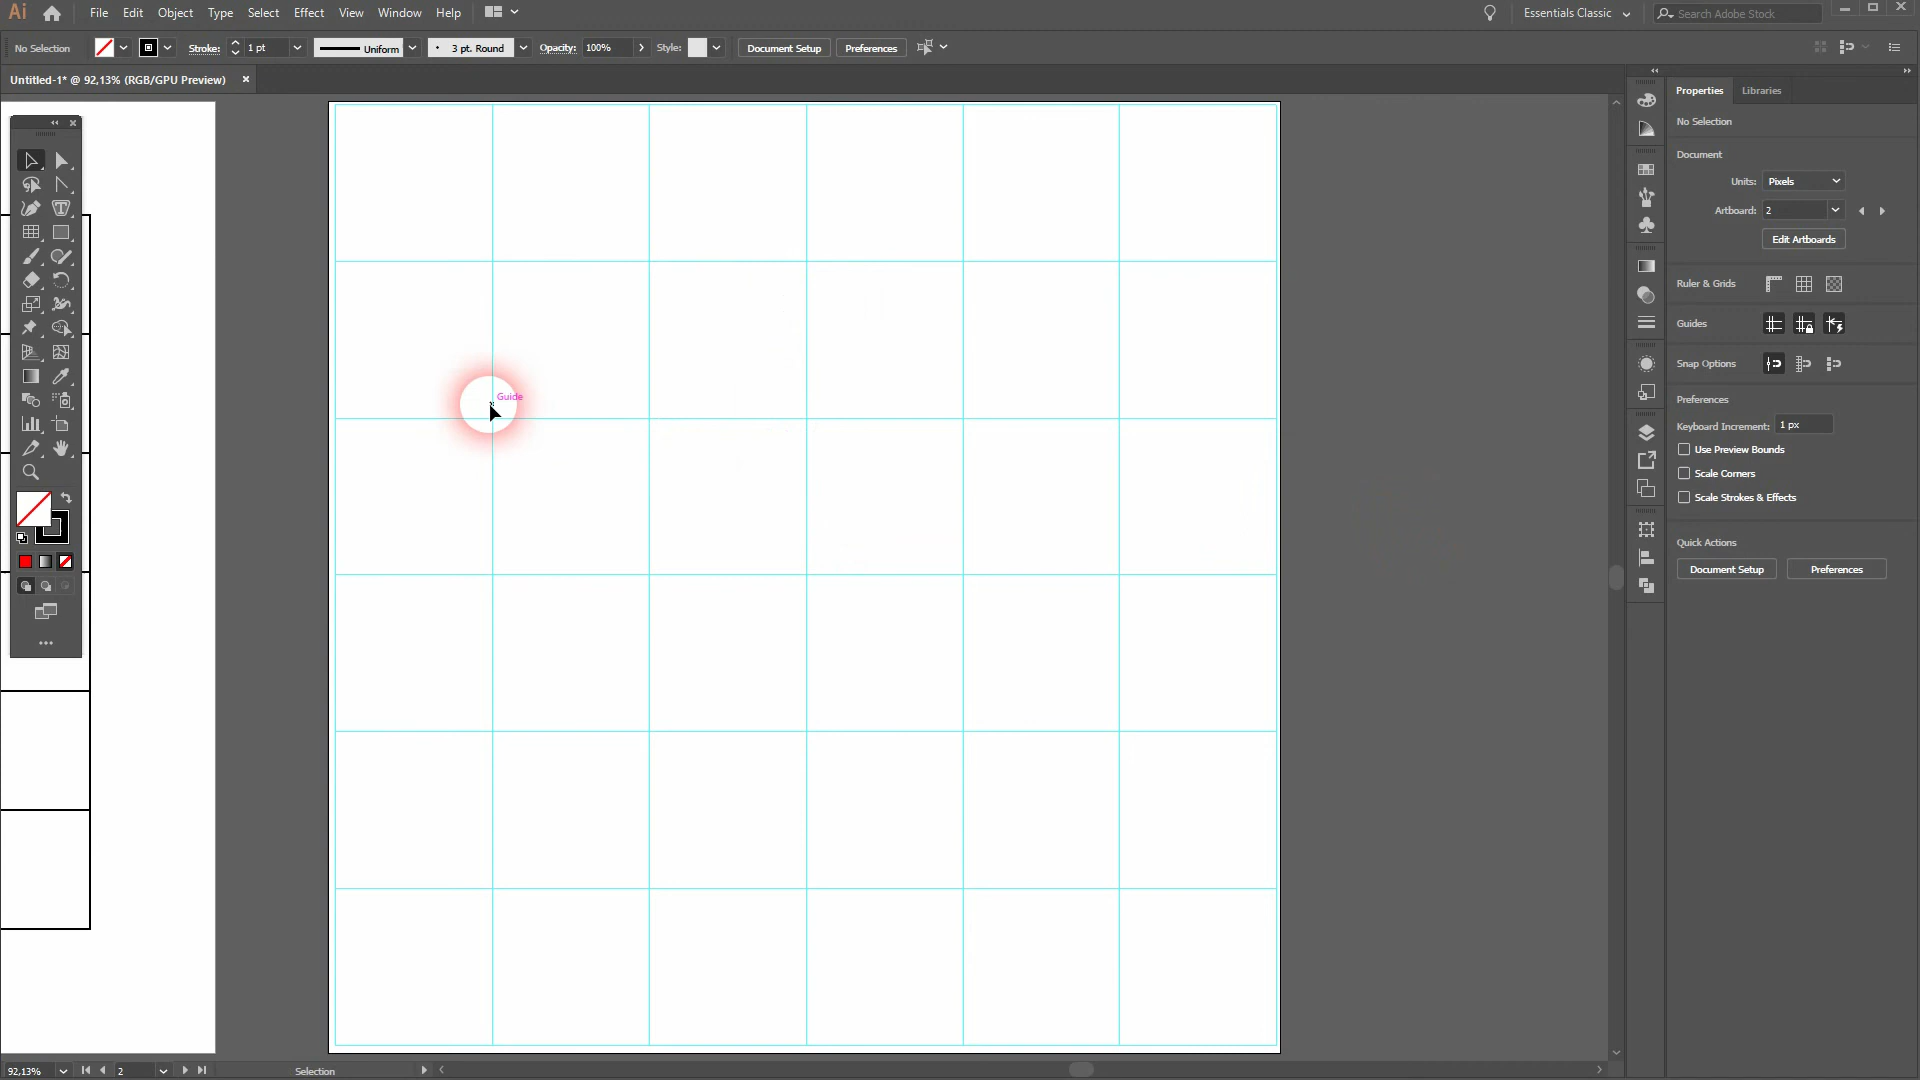 Ai File Edit Object Type Select Effect View Window Help Essentials Classic Search Adobe Stock
No Selection Stroke: 1 pt Uniform 3 pt. Round Opacity: 100% Style: Document Setup Preferences
Untitled-1* @ 92,13% (RGB/GPU Preview)
Properties Libraries
No Selection
Document
Units: Pixels
Artboard: 2
Edit Artboards
Ruler & Grids
Guides
Snap Options
Preferences
Keyboard Increment: 1 px
Use Preview Bounds
Scale Corners
Scale Strokes & Effects
Quick Actions
Document Setup Preferences
Guide
92,13% 2 Selection